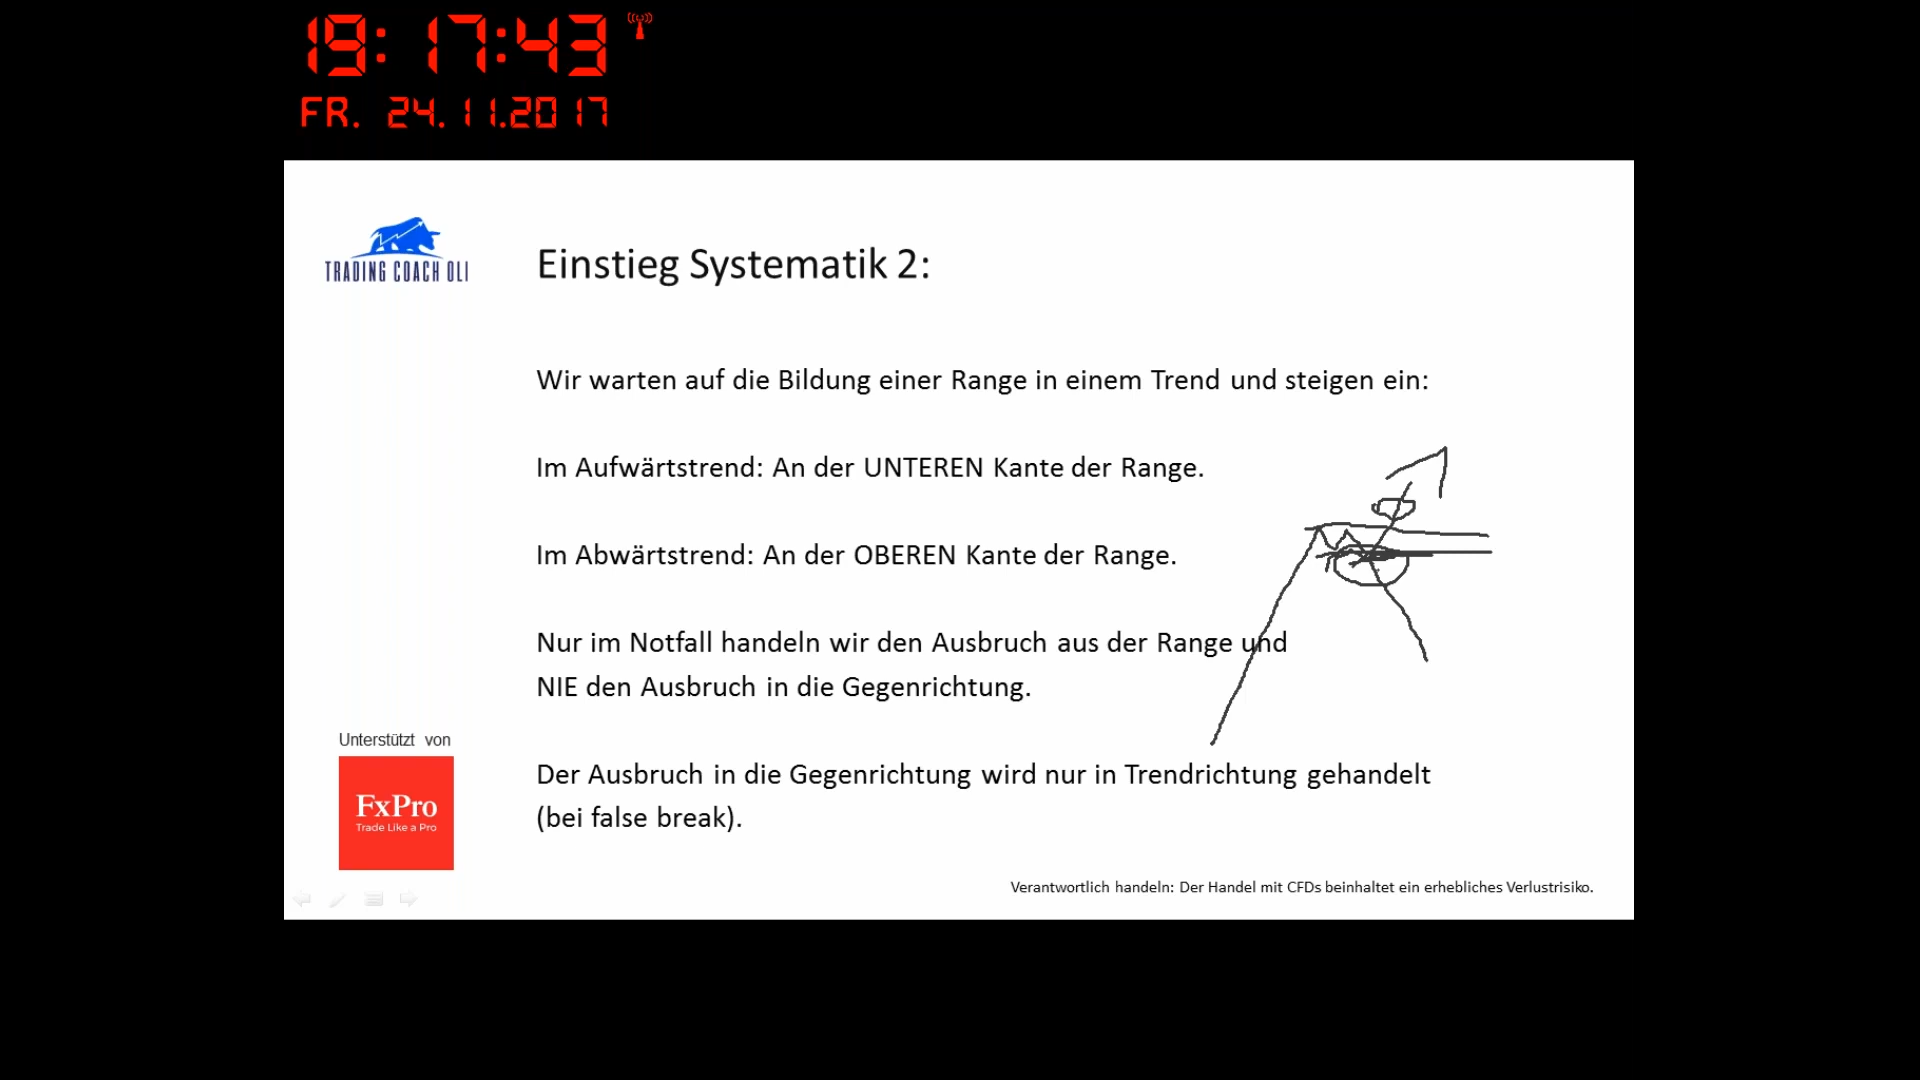 19:17:43
FR. 24.11.2017
TRADING COACH OLI
Einstieg Systematik 2:
Wir warten auf die Bildung einer Range in einem Trend und steigen ein:
Im Aufwärtstrend: An der UNTEREN Kante der Range.
Im Abwärtstrend: An der OBEREN Kante der Range.
Nur im Notfall handeln wir den Ausbruch aus der Range und
NIE den Ausbruch in die Gegenrichtung.
Unterstützt von
FxPro
Trade Like a Pro
Der Ausbruch in die Gegenrichtung wird nur in Trendrichtung gehandelt
(bei false break).
Verantwortlich handeln: Der Handel mit CFDs beinhaltet ein erhebliches Verlustrisiko.